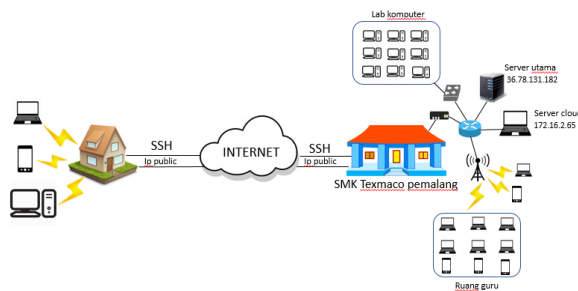 Lab komputer
Server utama
36.78.131.182
Server cloud
172.16.2.65
SSH
Ip public
INTERNET
SSH
Ip public
SMK Texmaco pemalang
Ruang guru